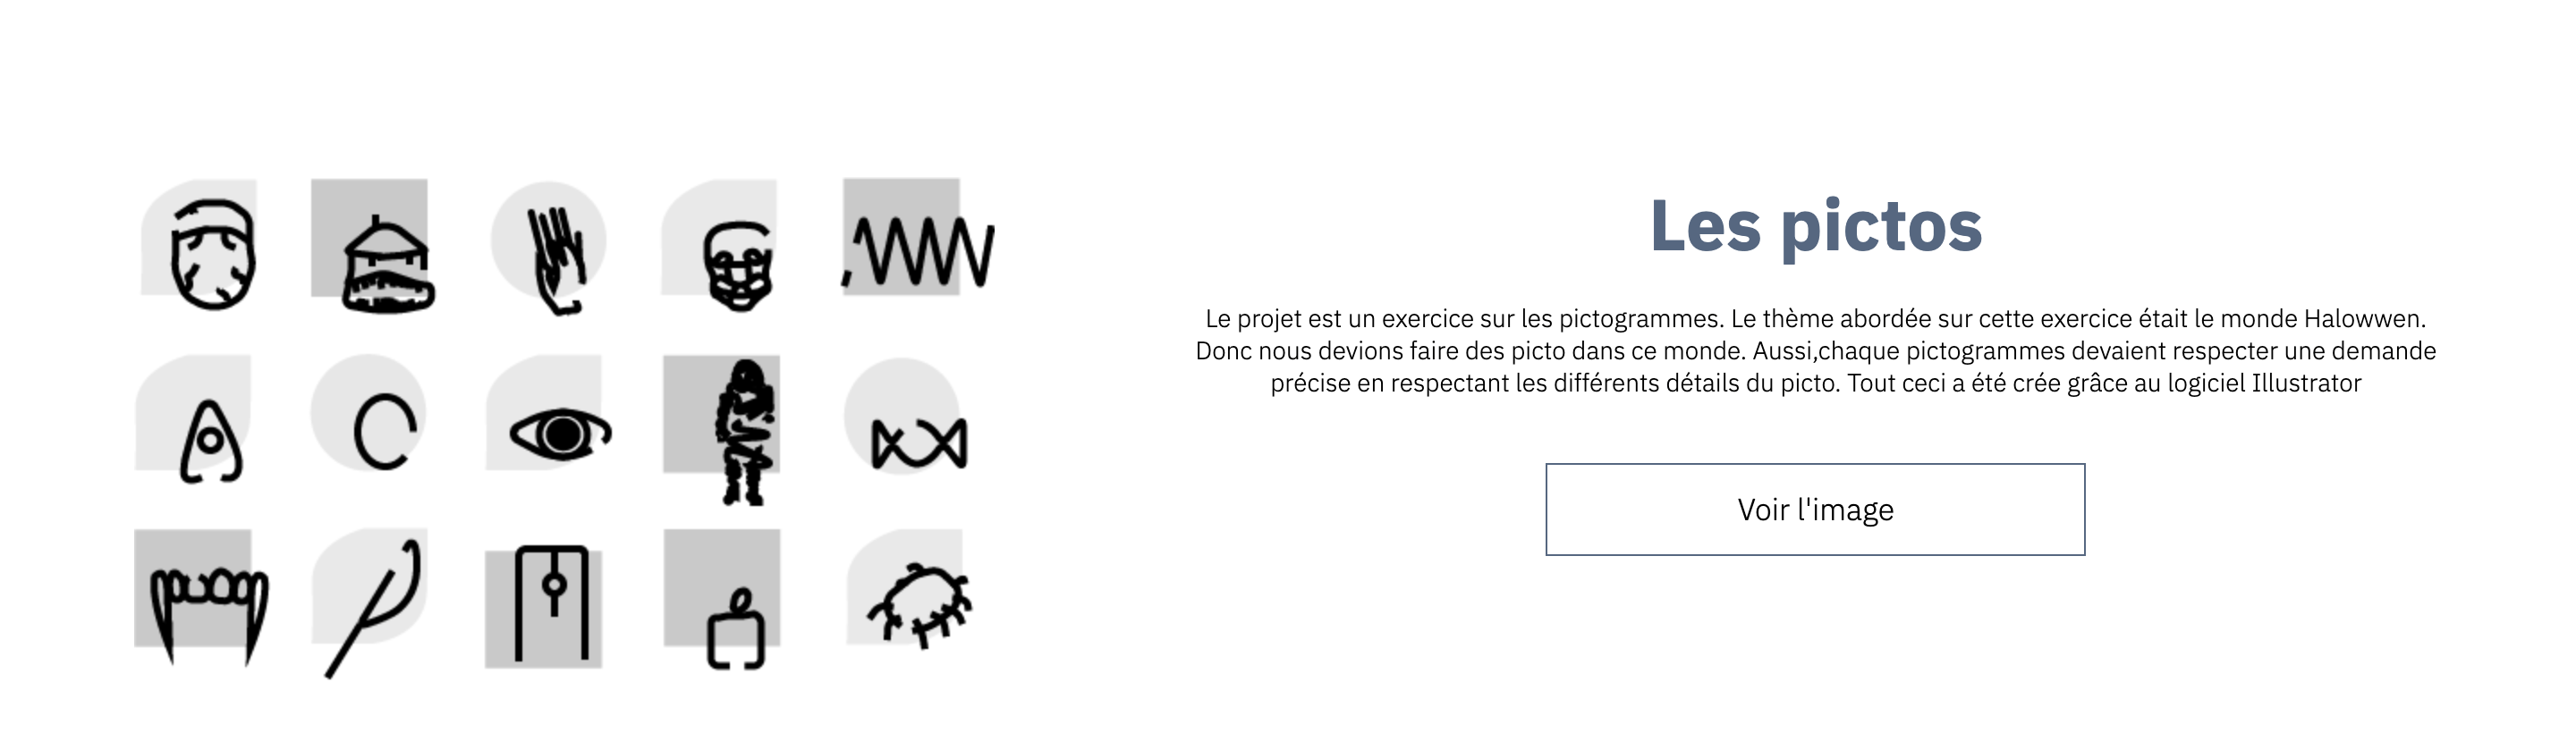 Les pictos
Le projet est un exercice sur les pictogrammes. Le thème abordée sur cette exercice était le monde Halowwen.
Donc nous devions faire des picto dans ce monde. Aussi,chaque pictogrammes devaient respecter une demande
précise en respectant les différents détails du picto. Tout ceci a été crée grâce au logiciel Illustrator
Voir l'image